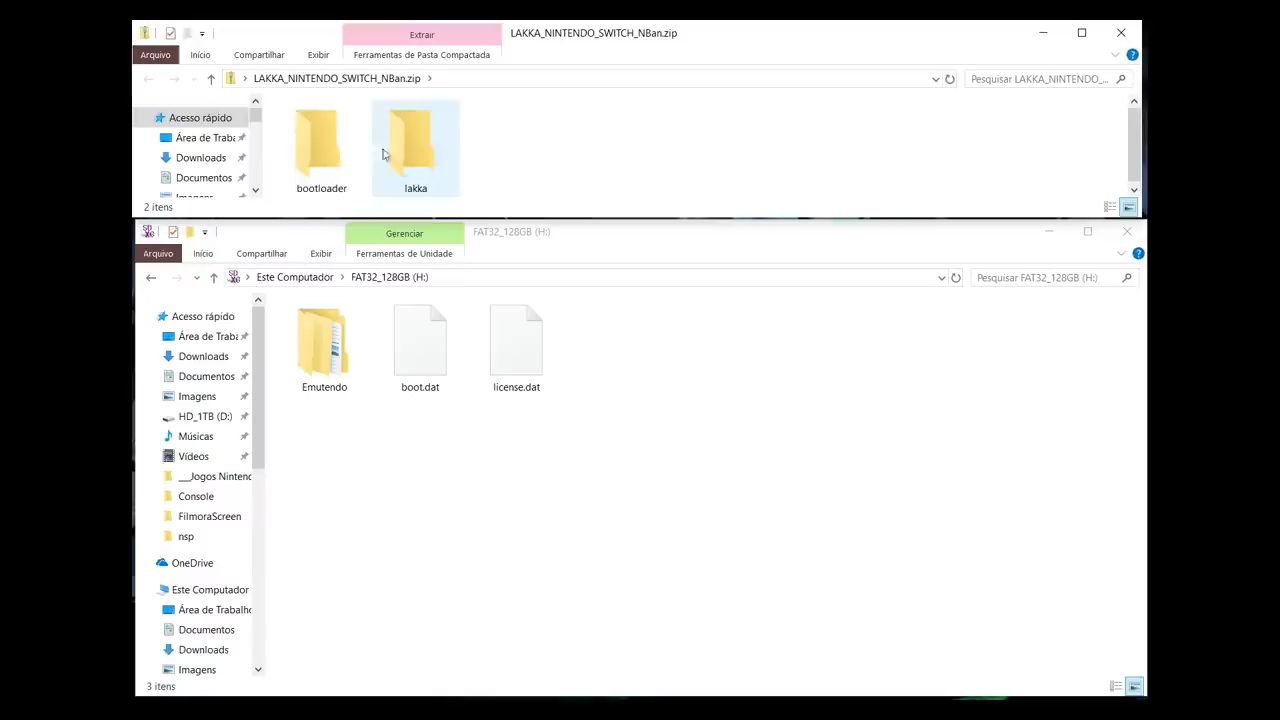 Extrair
LAKKA_NINTENDO_SWITCH_NBan.zip
Arquivo
Início
Compartilhar
Exibir
Ferramentas de Pasta Compactada
LAKKA_NINTENDO_SWITCH_NBan.zip
Pesquisar LAKKA_NINTENDO_...
Acesso rápido
Área de Traba
Downloads
Documentos
Imagens
bootloader
lakka
2 itens
Gerenciar
FAT32_128GB (H:)
Arquivo
Início
Compartilhar
Exibir
Ferramentas de Unidade
Este Computador
FAT32_128GB (H:)
Pesquisar FAT32_128GB (H:)
Acesso rápido
Área de Traba
Downloads
Documentos
Imagens
HD_1TB (D:)
Músicas
Vídeos
__Jogos Nintend
Console
FilmoraScreen
nsp
OneDrive
Este Computador
Área de Trabalho
Documentos
Downloads
Imagens
Emutendo
boot.dat
license.dat
3 itens